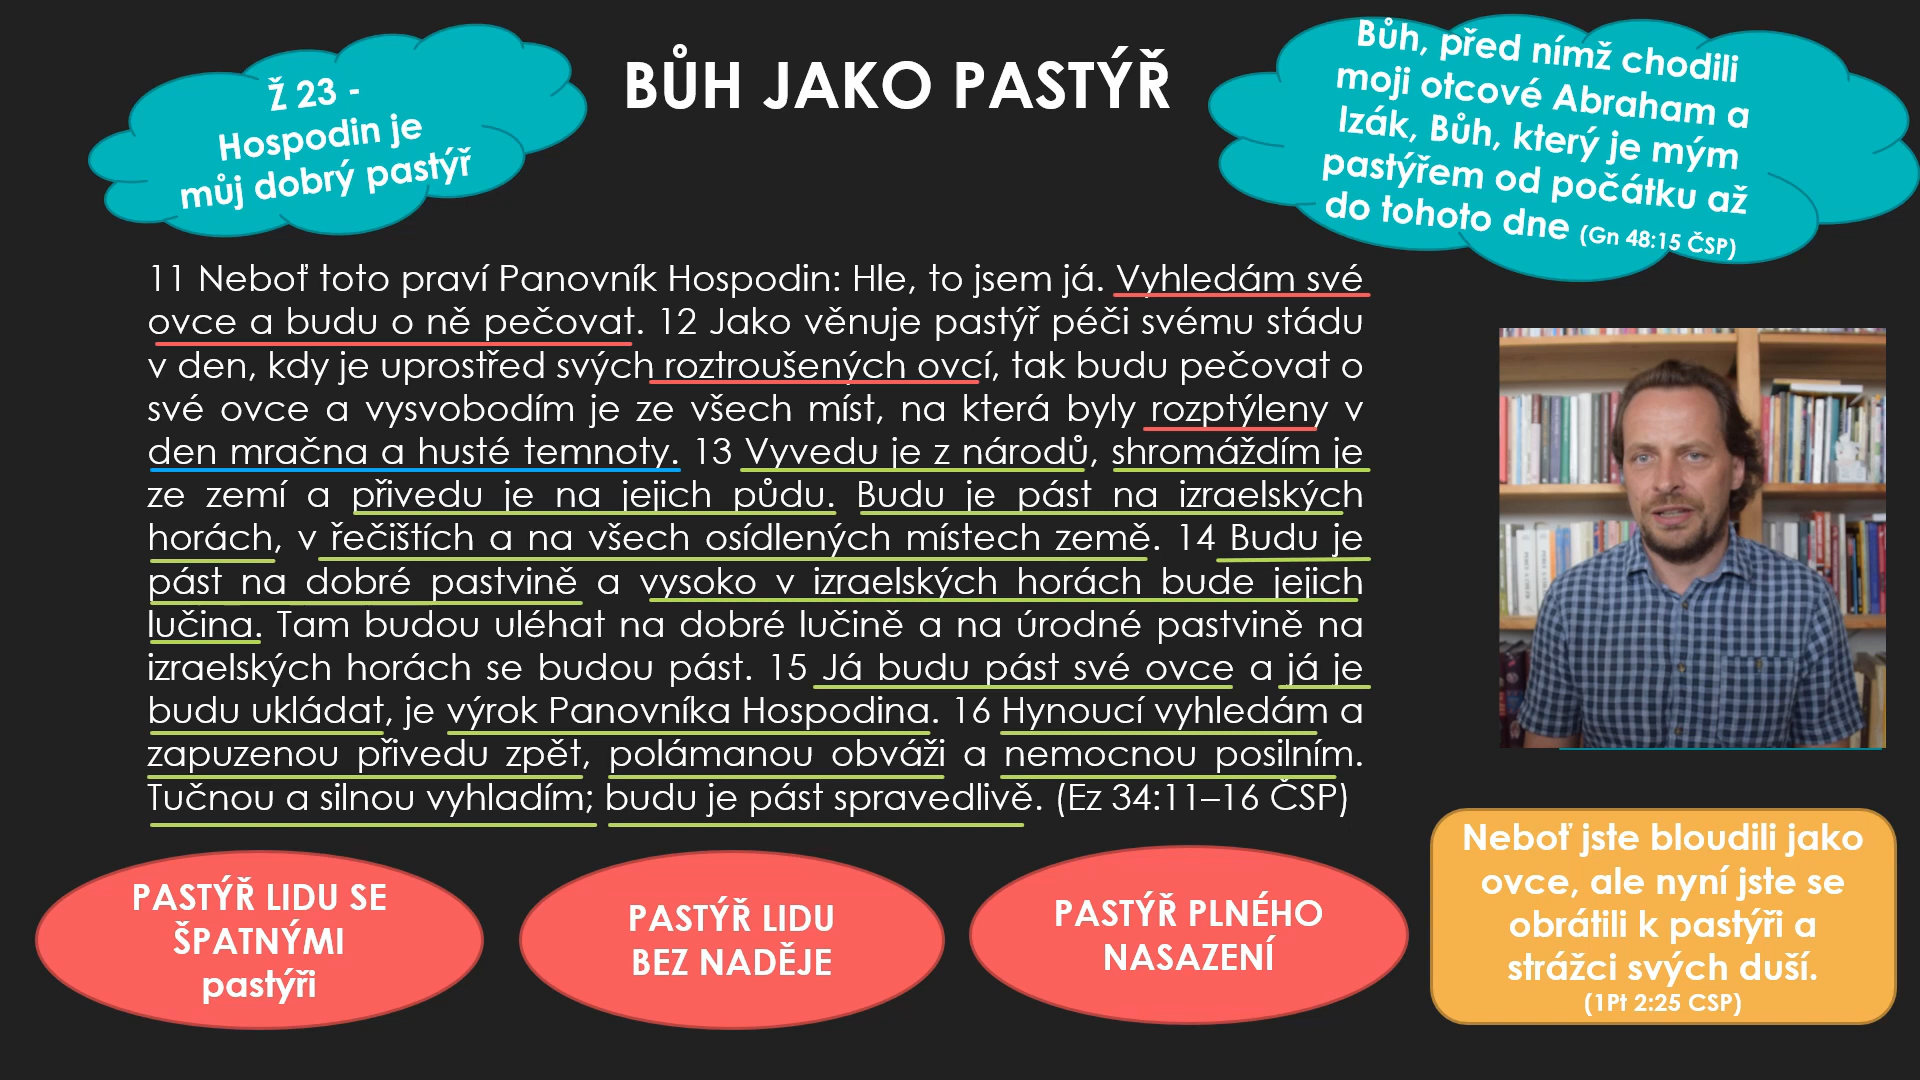 BŮH JAKO PASTÝŘ
Ž 23 -
Hospodin je
můj dobrý pastýř
Bůh, před nímž chodili
moji otcové Abraham a
Izák, Bůh, který je mým
pastýřem od počátku až
do tohoto dne (Gn 48:15 ČSP)
11 Neboť toto praví Panovník Hospodin: Hle, to jsem já. Vyhledám své
ovce a budu o ně pečovat. 12 Jako věnuje pastýř péči svému stádu
v den, kdy je uprostřed svých roztroušených ovcí, tak budu pečovat o
své ovce a vysvobodím je ze všech míst, na která byly rozptýleny v
den mračna a husté temnoty. 13 Vyvedu je z národů, shromáždím je
ze zemí a přivedu je na jejich půdu. Budu je pást na izraelských
horách, v řečištích a na všech osídlených místech země. 14 Budu je
pást na dobré pastvině a vysoko v izraelských horách bude jejich
lučina. Tam budou uléhat na dobré lučině a na úrodné pastvině na
izraelských horách se budou pást. 15 Já budu pást své ovce a já je
budu ukládat, je výrok Panovníka Hospodina. 16 Hynoucí vyhledám a
zapuzenou přivedu zpět, polámanou obváži a nemocnou posilním.
Tučnou a silnou vyhladím; budu je pást spravedlivě. (Ez 34:11–16 ČSP)
PASTÝŘ LIDU SE
ŠPATNÝMI
pastýři
PASTÝŘ LIDU
BEZ NADĚJE
PASTÝŘ PLNÉHO
NASAZENÍ
Neboť jste bloudili jako
ovce, ale nyní jste se
obrátili k pastýři a
strážci svých duší.
(1Pt 2:25 CSP)